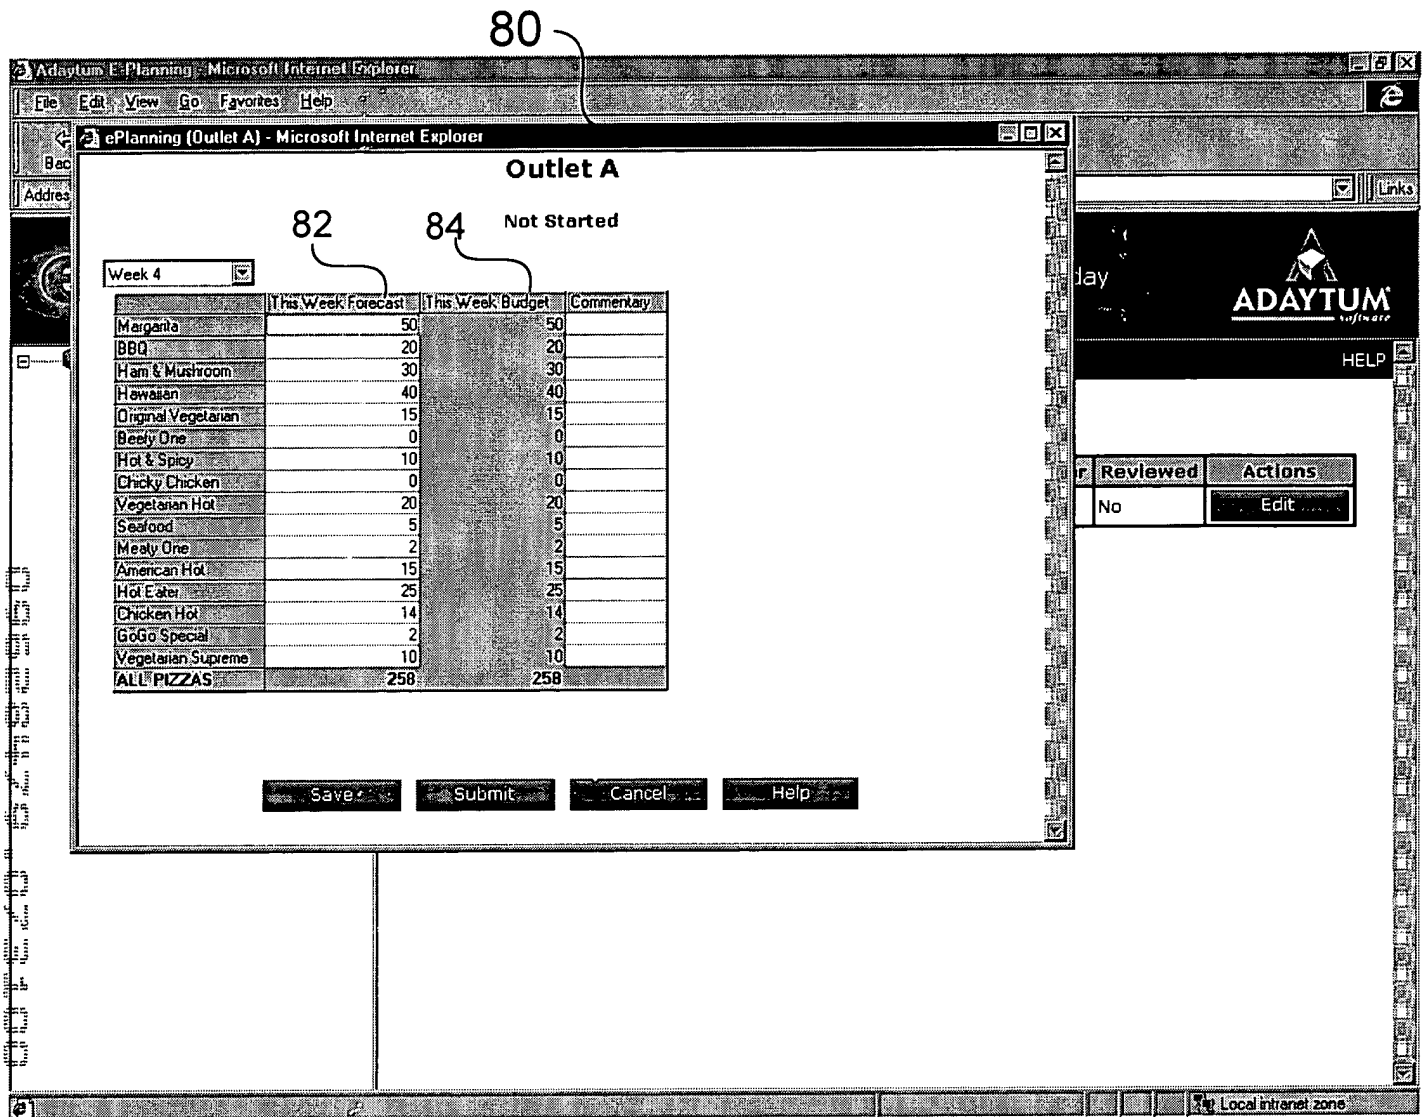 80
Adaytum E-Planning - Microsoft Internet Explorer
File Edit View Go Favorites Help
Bac
ePlanning (Outlet A) - Microsoft Internet Explorer
Addres
Links
Outlet A
Not Started
82
84
Week 4
day
ADAYTUM
software
HELP
This Week Forecast This Week Budget Commentary
Margarita 50 50
BBQ 20 20
Ham & Mushroom 30 30
Hawaiian 40 40
Original Vegetarian 15 15
Beefy One 0 0
Hot & Spicy 10 10
Chicky Chicken 0 0
Vegetarian Hot 20 20
Seafood 5 5
Meaty One 2 2
American Hot 15 15
Hot Eater 25 25
Chicken Hot 14 14
GoGo Special 2 2
Vegetarian Supreme 10 10
ALL PIZZAS 258 258
r Reviewed Actions
No Edit
Save Submit Cancel Help
Local intranet zone